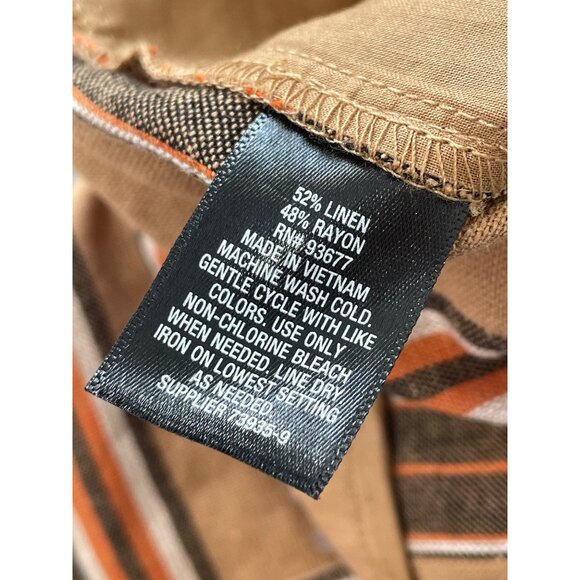 52% LINEN
48% RAYON
RN# 93677
MADE IN VIETNAM
MACHINE WASH COLD.
GENTLE CYCLE WITH LIKE
COLORS, USE ONLY
NON-CHLORINE BLEACH
WHEN NEEDED. LINE DRY
IRON ON LOWEST SETTING
AS NEEDED.
SUPPLIER 73935-9